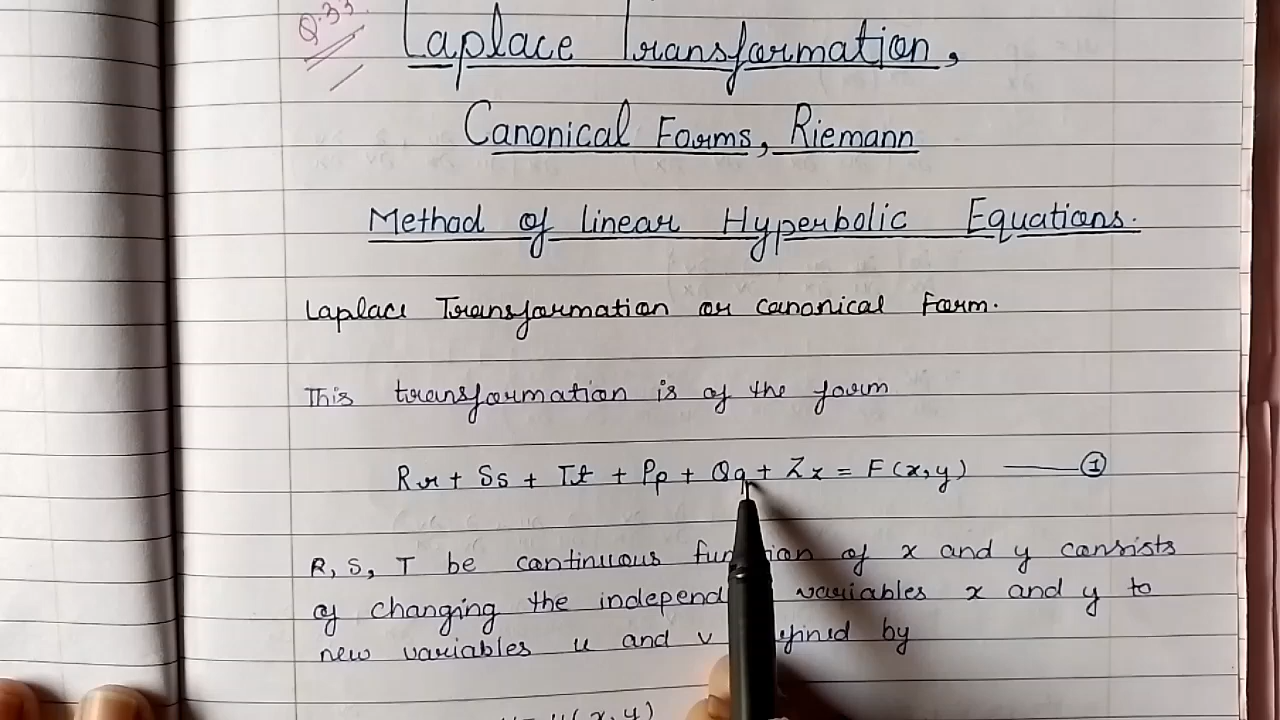 Q.33
Laplace Transformation,
Canonical Forms, Riemann
Method of linear Hyperbolic Equations.
Laplace Transformation or canonical Form.
This transformation is of the form
Rr + Ss + Tt + Pp + Qq + Zx = F(x,y) —— ①
R, S, T be continuous function of x and y consists
of changing the independ variables x and y to
new variables u and v efined by
u(x,y)